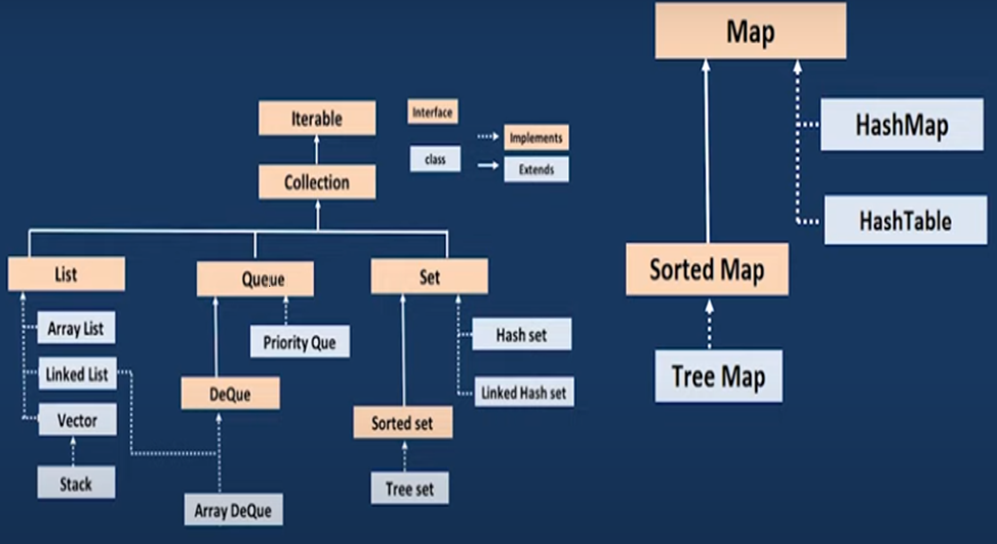 Map
Iterable
Interface
Implements
class
Extends
HashMap
Collection
HashTable
List
Queue
Set
Sorted Map
Array List
Priority Que
Hash set
Linked List
DeQue
Linked Hash set
Tree Map
Vector
Sorted set
Stack
Array DeQue
Tree set